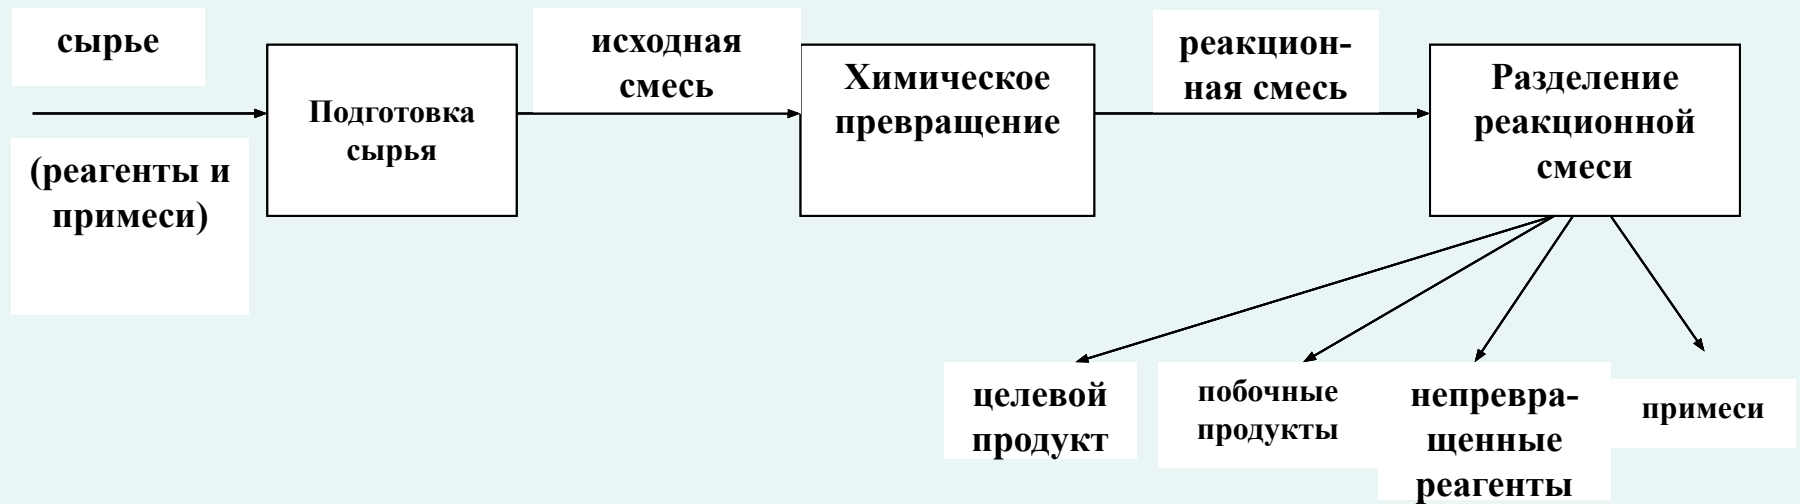 сырье
(реагенты и
примеси)
Подготовка
сырья
исходная
смесь
Химическое
превращение
реакцион-
ная смесь
Разделение
реакционной
смеси
целевой
продукт
побочные
продукты
непревра-
щенные
реагенты
примеси